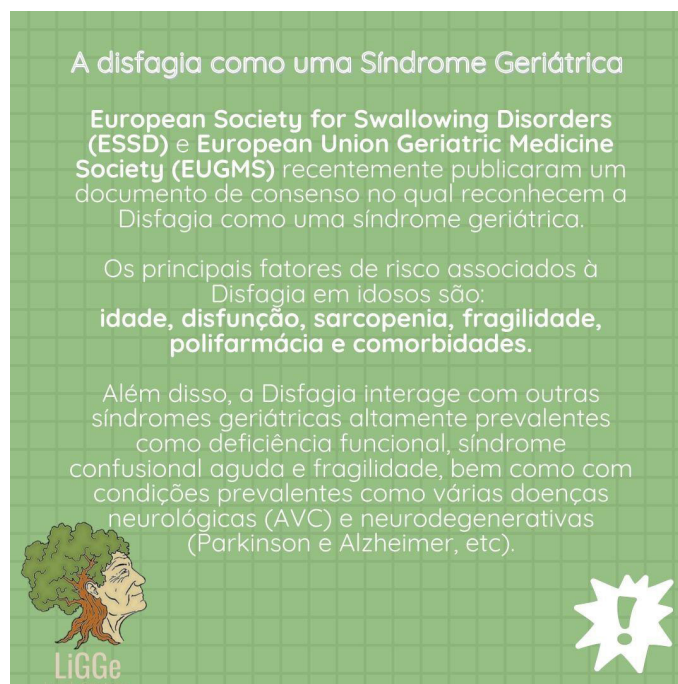 A disfagia como uma Síndrome Geriátrica
European Society for Swallowing Disorders
(ESSD) e European Union Geriatric Medicine
Society (EUGMS) recentemente publicaram um
documento de consenso no qual reconhecem a
Disfagia como uma síndrome geriátrica.
Os principais fatores de risco associados à
Disfagia em idosos são:
idade, disfunção, sarcopenia, fragilidade,
polifarmácia e comorbidades.
Além disso, a Disfagia interage com outras
síndromes geriátricas altamente prevalentes
como deficiência funcional, síndrome
confusional aguda e fragilidade, bem como com
condições prevalentes como várias doenças
neurológicas (AVC) e neurodegenerativas
(Parkinson e Alzheimer, etc).
LiGGe
!